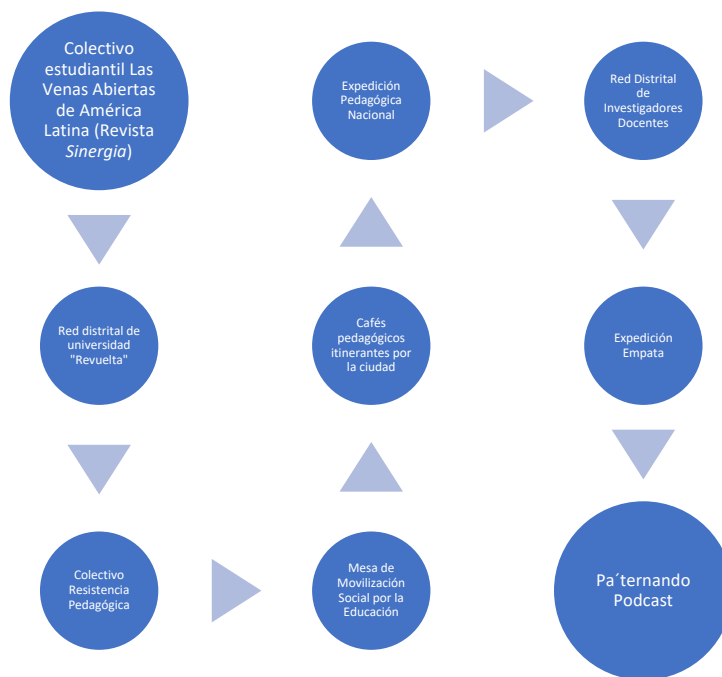 Colectivo
estudiantil Las
Venas Abiertas
de América
Latina (Revista
Sinergia)
Red distrital de
universidad
"Revuelta"
Colectivo
Resistencia
Pedagógica
Mesa de
Movilización
Social por la
Educación
Cafés
pedagógicos
itinerantes por
la ciudad
Expedición
Pedagógica
Nacional
Red Distrital
de
Investigadores
Docentes
Expedición
Empata
Pa´ternando
Podcast